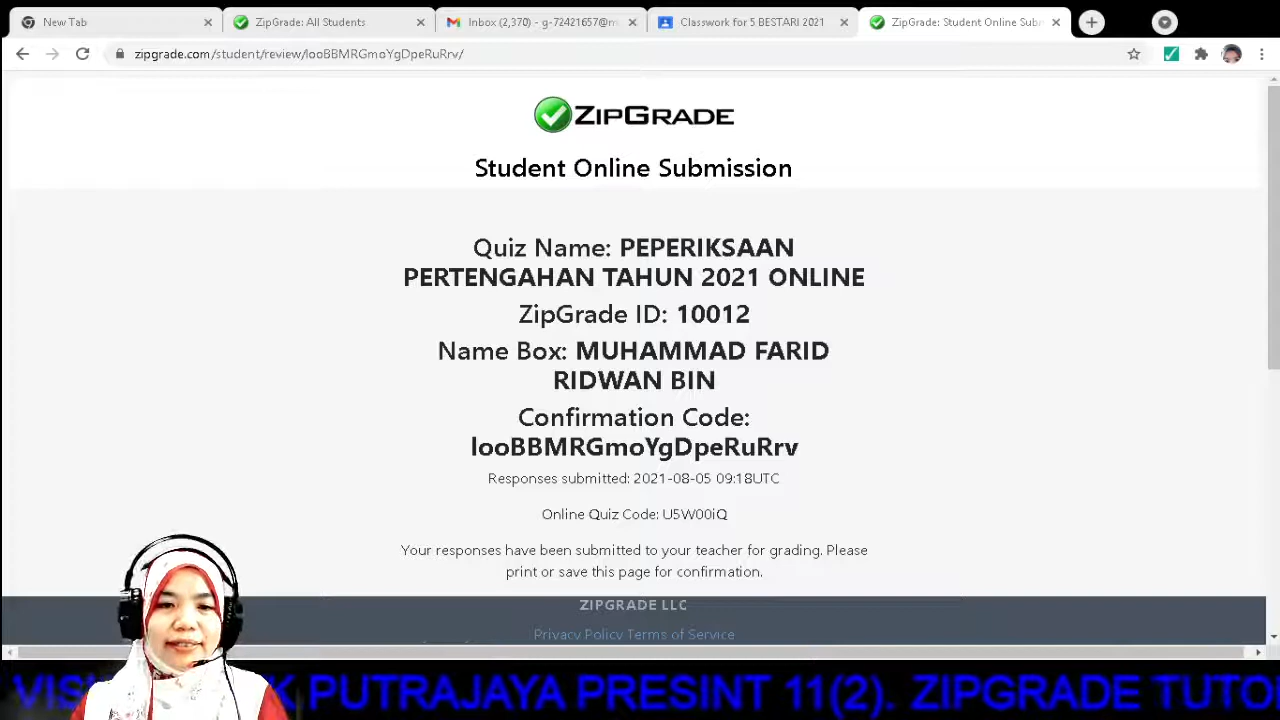 New Tab
ZipGrade: All Students
Inbox (2,370) - g-72421657@m
Classwork for 5 BESTARI 2021
ZipGrade: Student Online Subm
zipgrade.com/student/review/looBBMRGmoYgDpeRuRrv/
ZIPGRADE
Student Online Submission
Quiz Name: PEPERIKSAAN
PERTENGAHAN TAHUN 2021 ONLINE
ZipGrade ID: 10012
Name Box: MUHAMMAD FARID
RIDWAN BIN
Confirmation Code:
looBBMRGmoYgDpeRuRrv
Responses submitted: 2021-08-05 09:18UTC
Online Quiz Code: U5W00iQ
Your responses have been submitted to your teacher for grading. Please
print or save this page for confirmation.
ZIPGRADE LLC
Privacy Policy Terms of Service
K PUTRAJAYA PRESINT 11(2). ZIPGRADE TUTO